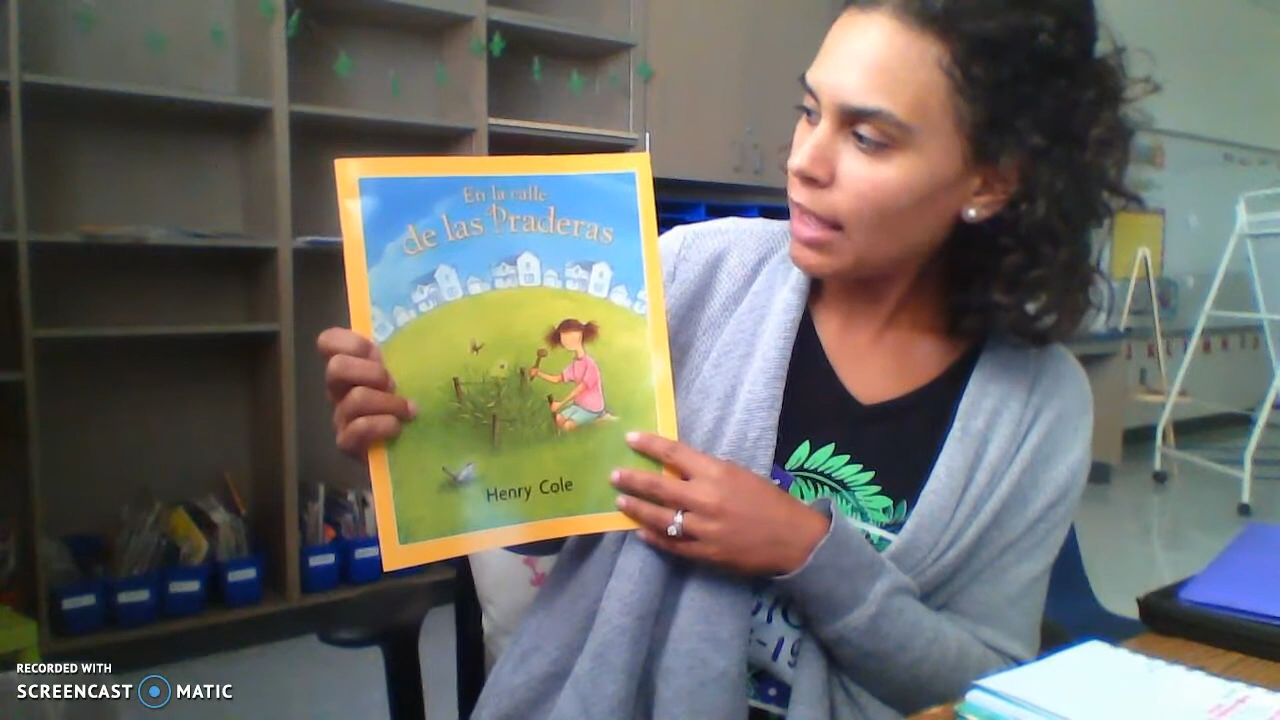 En la calle
de las Praderas
Henry Cole
RECORDED WITH
SCREENCAST MATIC